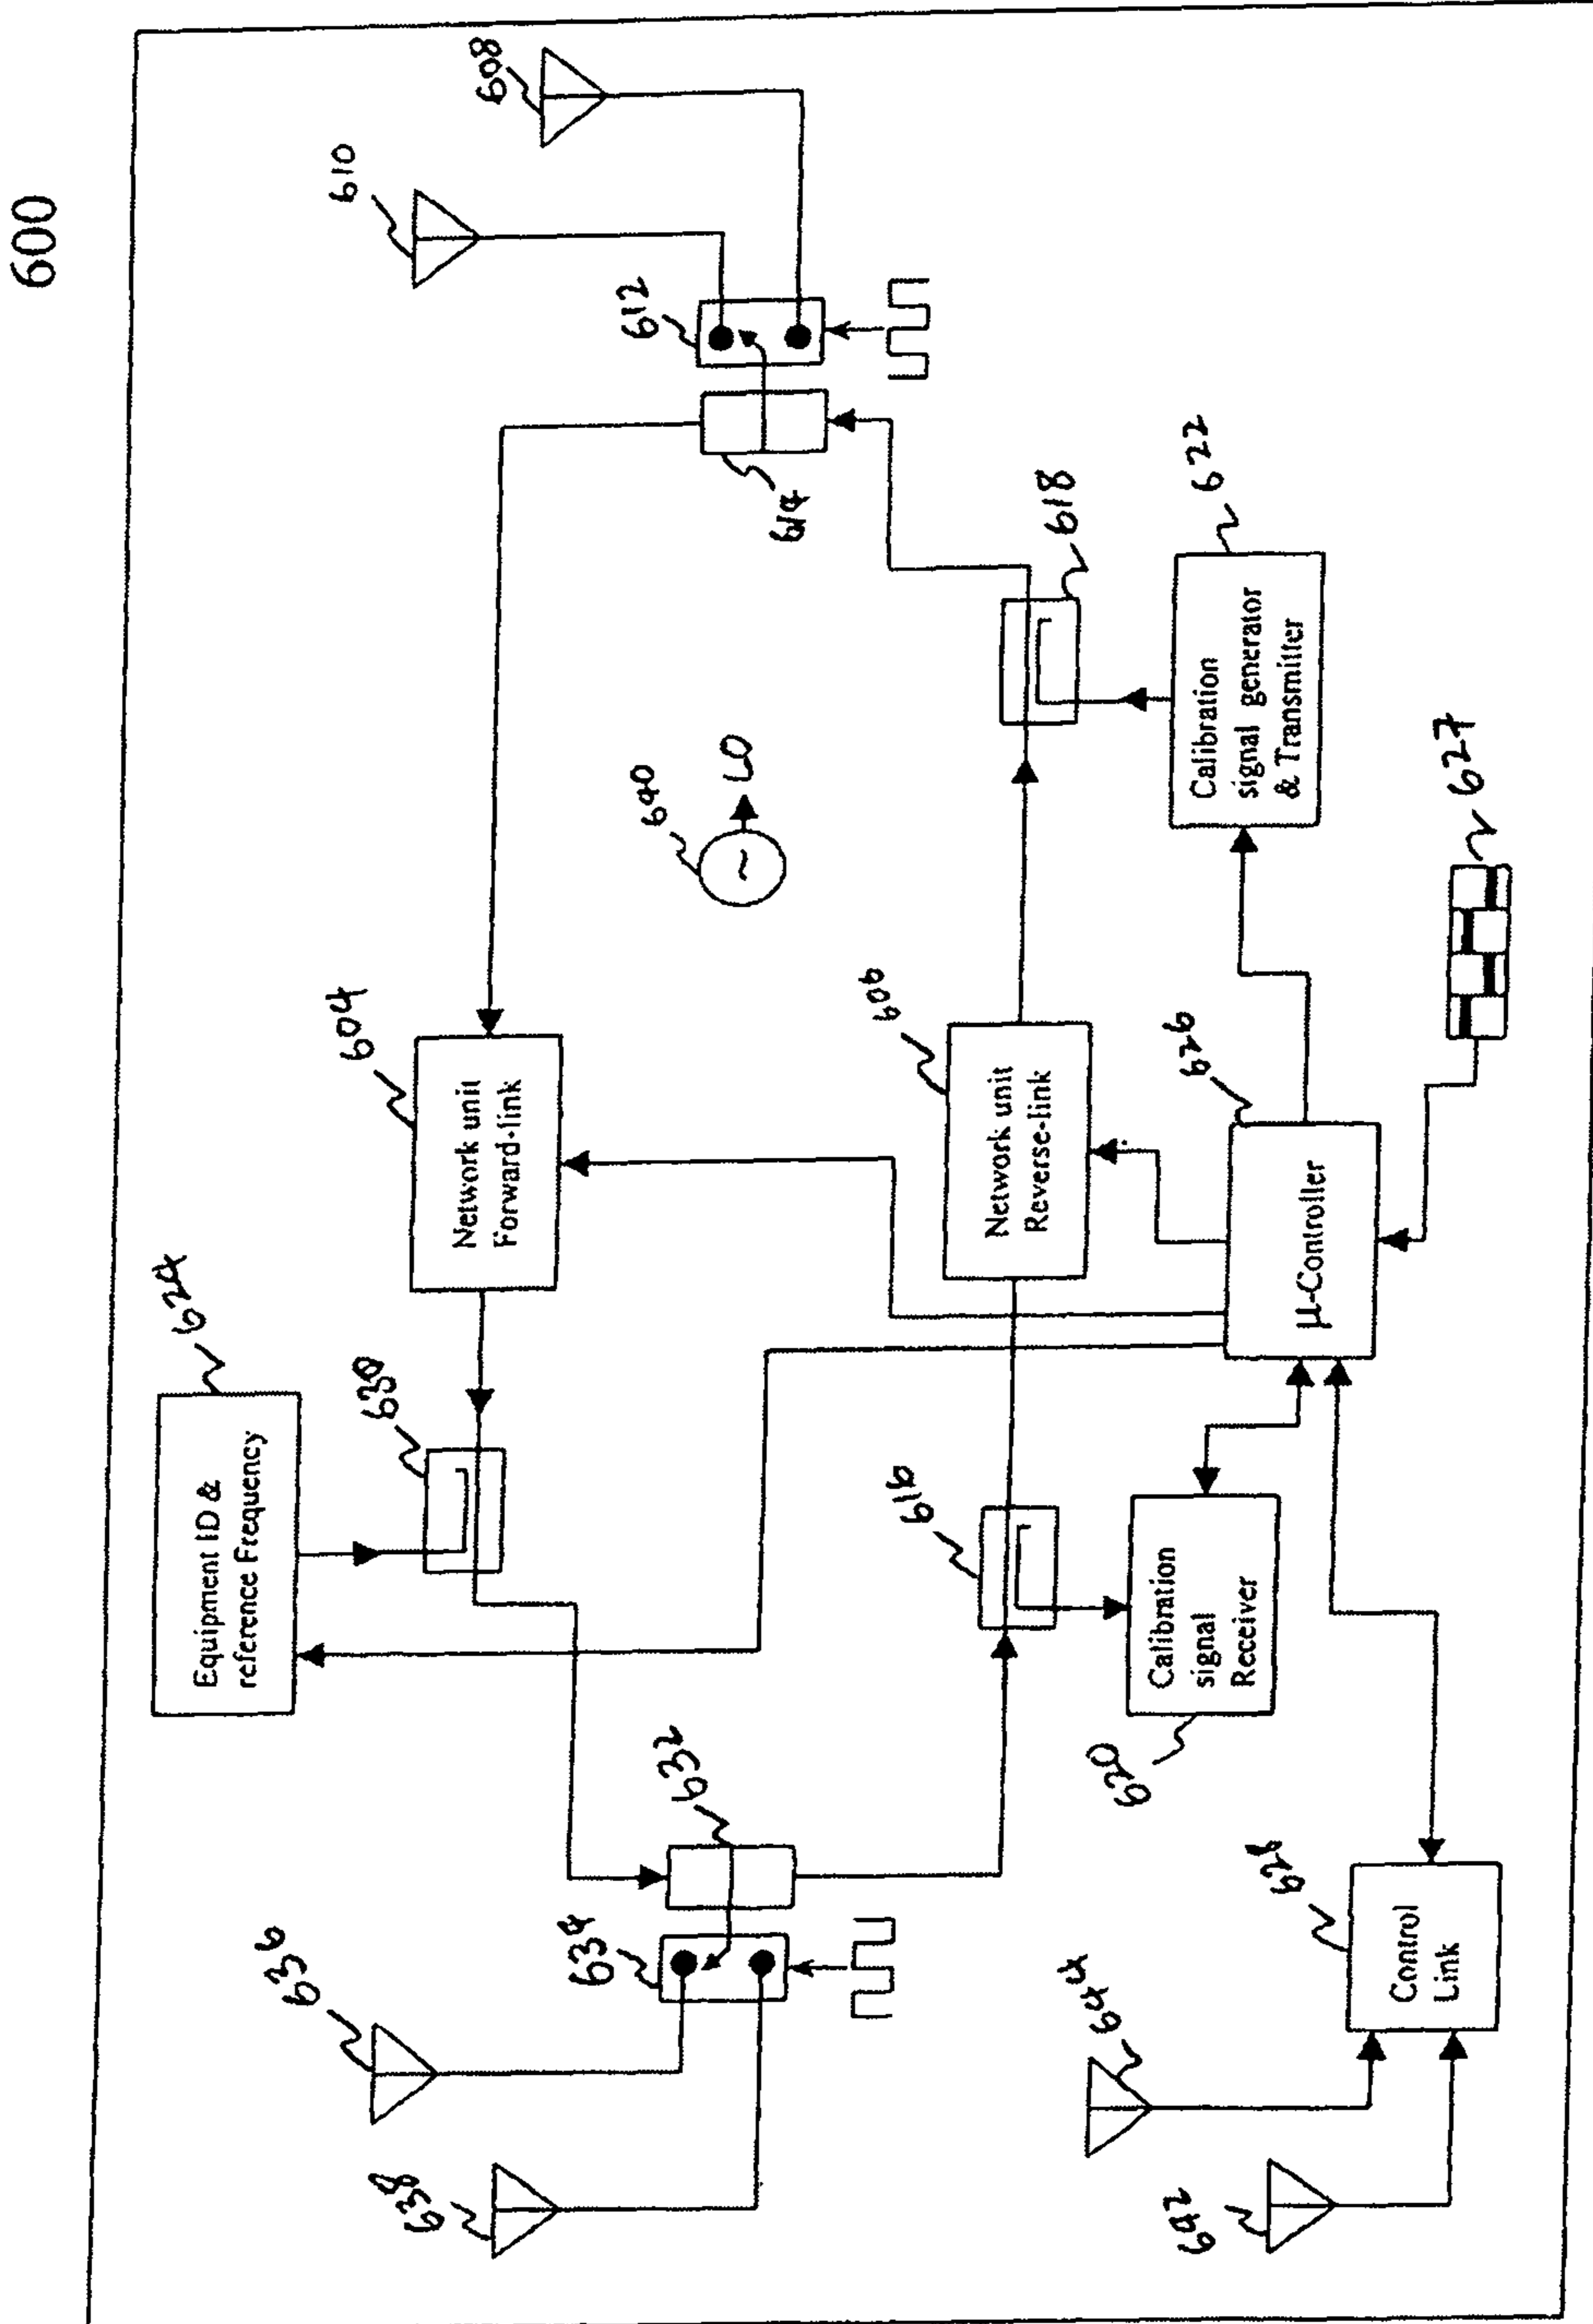 600
624
Equipment ID &
reference Frequency
636
638
630
604
Network unit
Forward-link
610
608
634
632
640
LO
612
614
616
606
Network unit
Reverse-link
618
620
Calibration
signal
Receiver
644
642
626
µ-Controller
622
Calibration
signal generator
& Transmitter
628
Control
Link
627